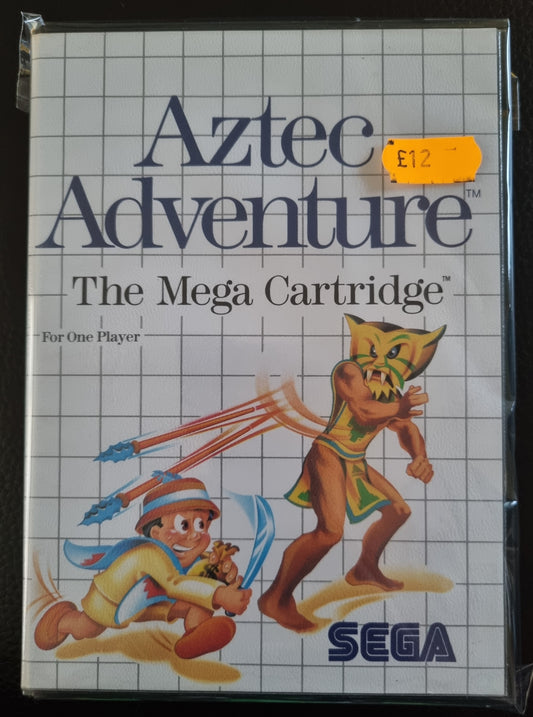 Aztec
£12
Adventure™
The Mega Cartridge™
For One Player
SEGA